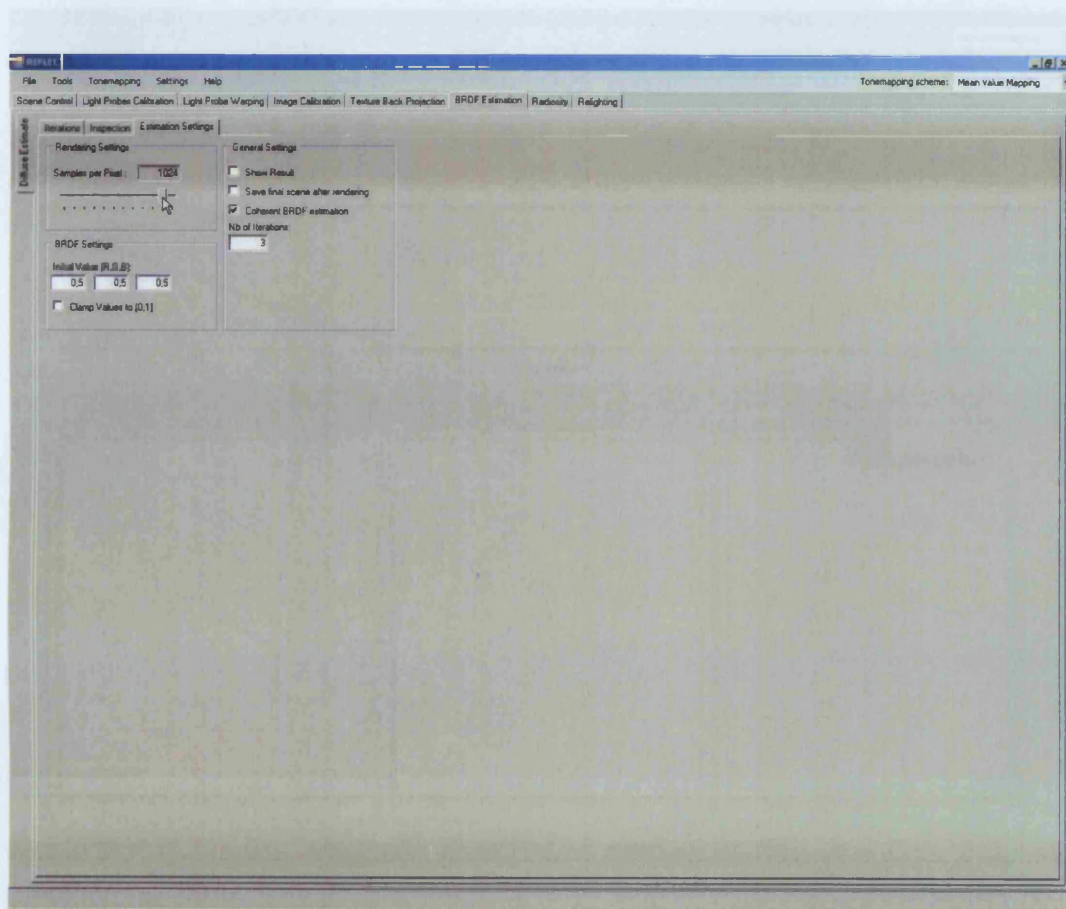 REFLET
File Tools Tonemapping Settings Help
Tonemapping scheme: Mean Value Mapping
Scene Control Light Probes Calibration Light Probe Warping Image Calibration Texture Back Projection BRDF Estimation Radiosity Relighting
Diffuse Estimate
Iterations Inspection Estimation Settings
Rendering Settings
Samples per Pixel : 1024
BRDF Settings
Initial Value (R,G,B):
0,5 0,5 0,5
Clamp Values to [0,1]
General Settings
Show Result
Save final scene after rendering
Coherent BRDF estimation
Nb of Iterations:
3